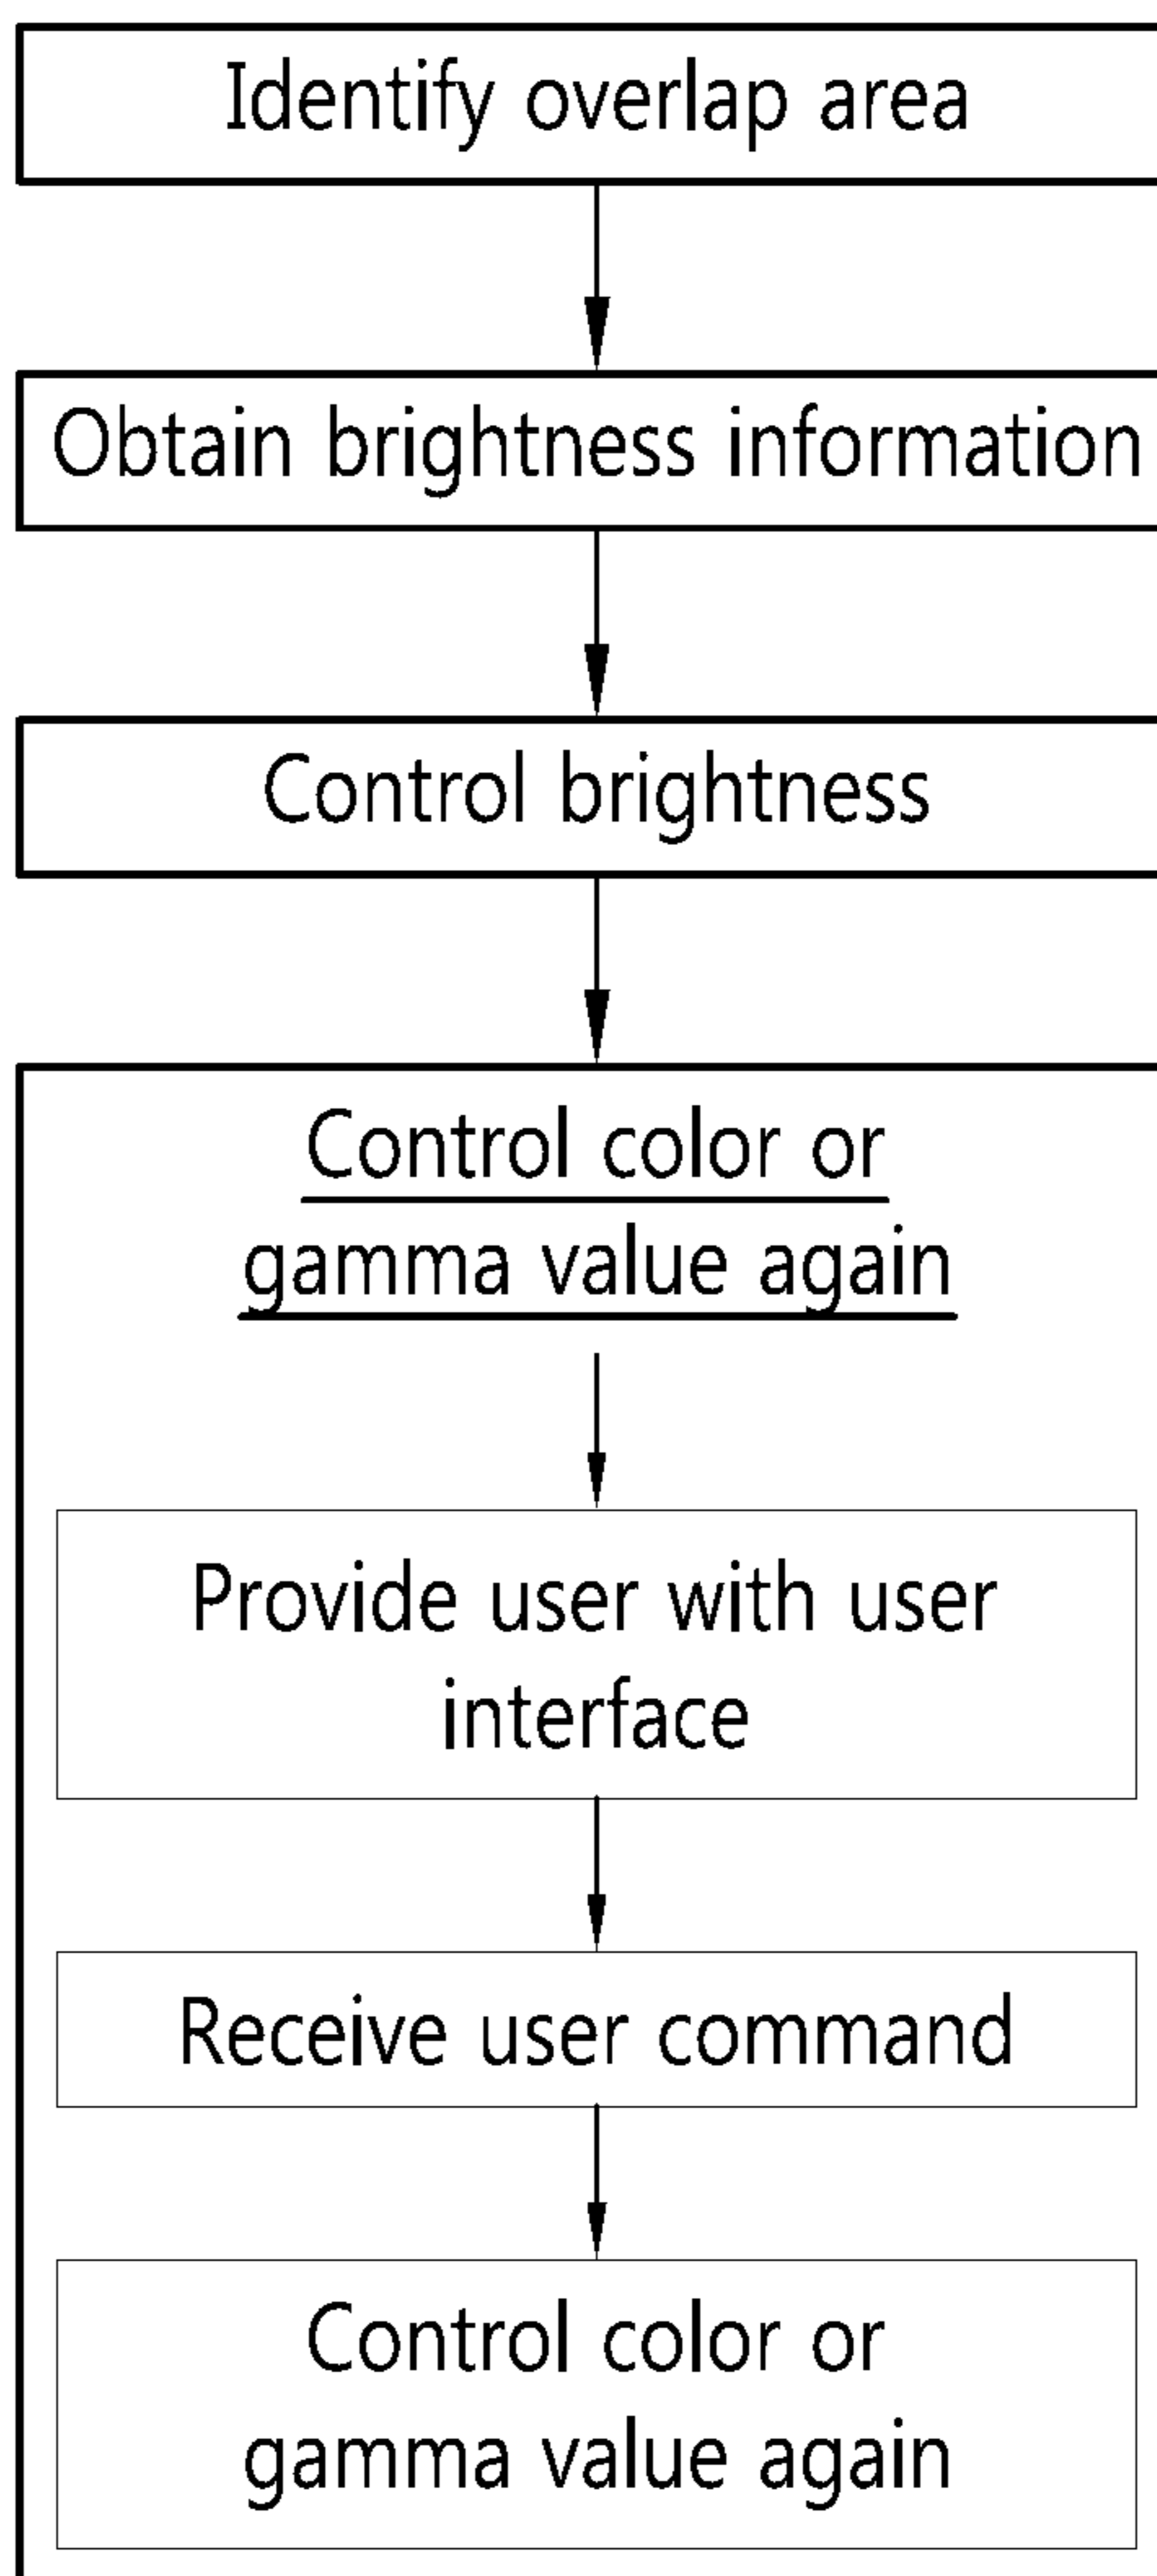 Identify overlap area
Obtain brightness information
Control brightness
Control color or
gamma value again
Provide user with user
interface
Receive user command
Control color or
gamma value again